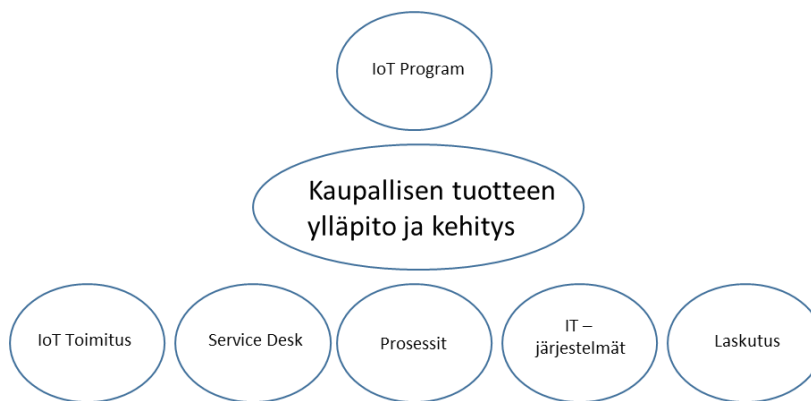 IoT Program
Kaupallisen tuotteen
ylläpito ja kehitys
IoT Toimitus
Service Desk
Prosessit
IT –
järjestelmät
Laskutus